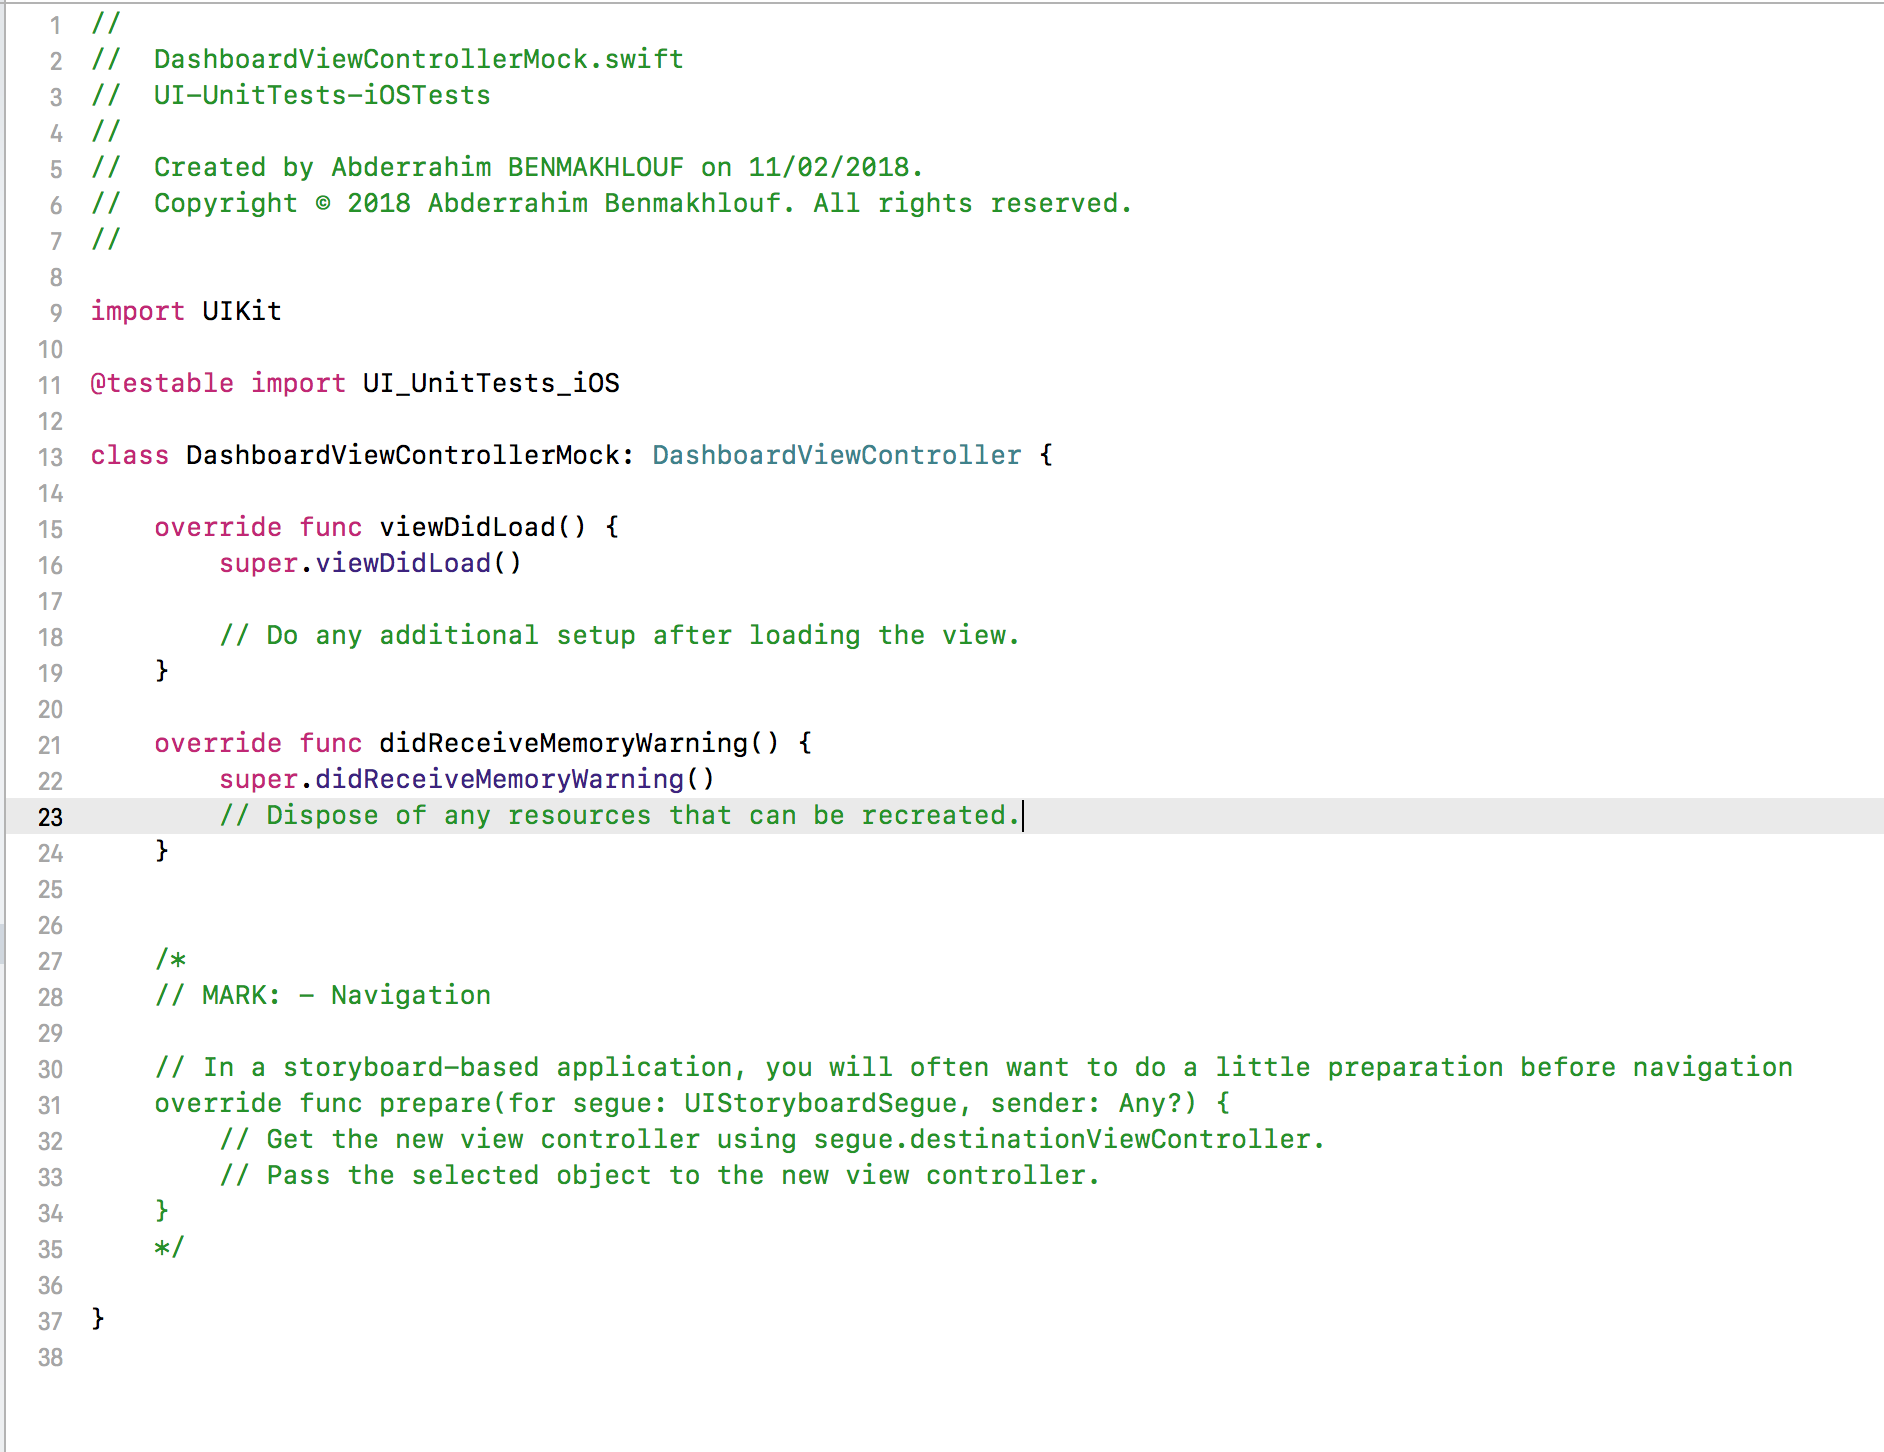 1 //
2 //  DashboardViewControllerMock.swift
3 //  UI-UnitTests-iOSTests
4 //
5 //  Created by Abderrahim BENMAKHLOUF on 11/02/2018.
6 //  Copyright © 2018 Abderrahim Benmakhlouf. All rights reserved.
7 //
8
9 import UIKit
10
11 @testable import UI_UnitTests_iOS
12
13 class DashboardViewControllerMock: DashboardViewController {
14
15     override func viewDidLoad() {
16         super.viewDidLoad()
17
18         // Do any additional setup after loading the view.
19     }
20
21     override func didReceiveMemoryWarning() {
22         super.didReceiveMemoryWarning()
23         // Dispose of any resources that can be recreated.
24     }
25
26
27     /*
28     // MARK: - Navigation
29
30     // In a storyboard-based application, you will often want to do a little preparation before navigation
31     override func prepare(for segue: UIStoryboardSegue, sender: Any?) {
32         // Get the new view controller using segue.destinationViewController.
33         // Pass the selected object to the new view controller.
34     }
35     */
36
37 }
38